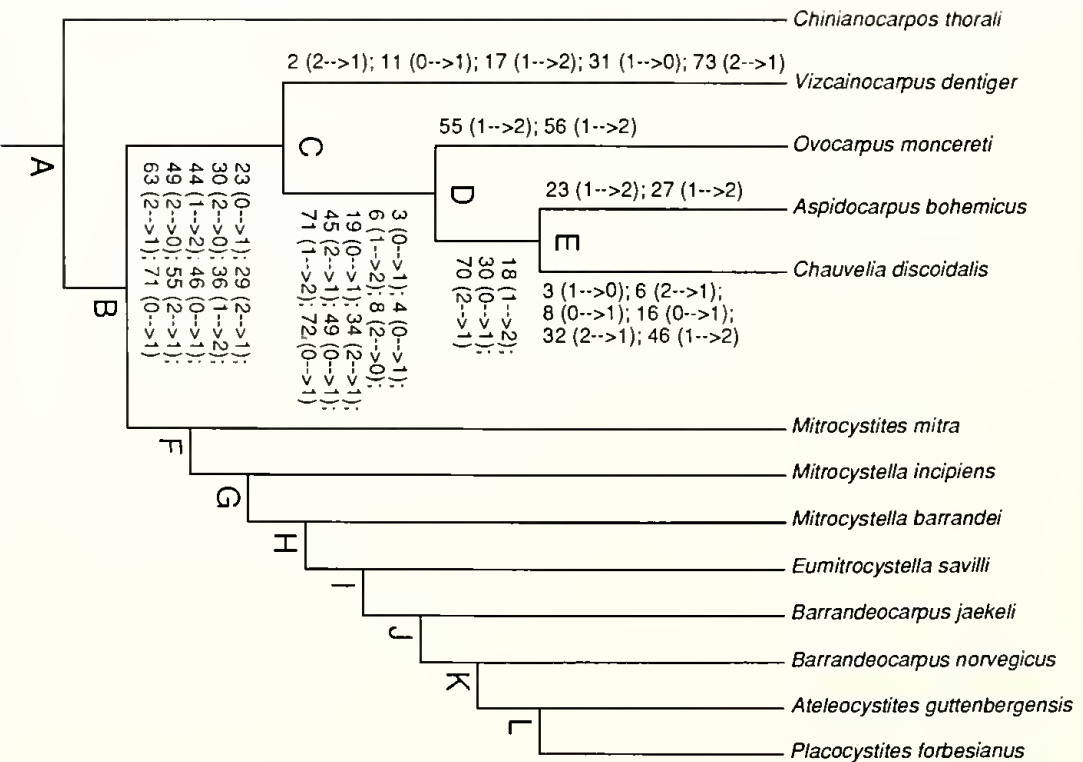 Chinianocarpos thorali
2 (2-->1); 11 (0-->1); 17 (1-->2); 31 (1-->0); 73 (2-->1)
Vizcainocarpus dentiger
55 (1-->2); 56 (1-->2)
Ovocarpus moncereti
23 (1-->2); 27 (1-->2)
Aspidocarpus bohemicus
Chauvelia discoidalis
3 (1-->0); 6 (2-->1);
8 (0-->1); 16 (0-->1);
32 (2-->1); 46 (1-->2)
A
B
C
D
E
23 (0-->1); 29 (2-->1);
30 (2-->0); 36 (1-->2);
44 (1-->2); 46 (0-->1);
49 (2-->0); 55 (2-->1);
63 (2-->1); 71 (0-->1)
3 (0-->1); 4 (0-->1);
6 (1-->2); 8 (2-->0);
19 (0-->1); 34 (2-->1);
45 (2-->1); 49 (0-->1);
71 (1-->2); 72 (0-->1)
18 (1-->2);
30 (0-->1);
70 (2-->1)
Mitrocystites mitra
F
Mitrocystella incipiens
G
Mitrocystella barrandei
H
Eumitrocystella savilli
I
Barrandeocarpus jaekeli
J
Barrandeocarpus norvegicus
K
Ateleocystites guttenbergensis
L
Placocystites forbesianus